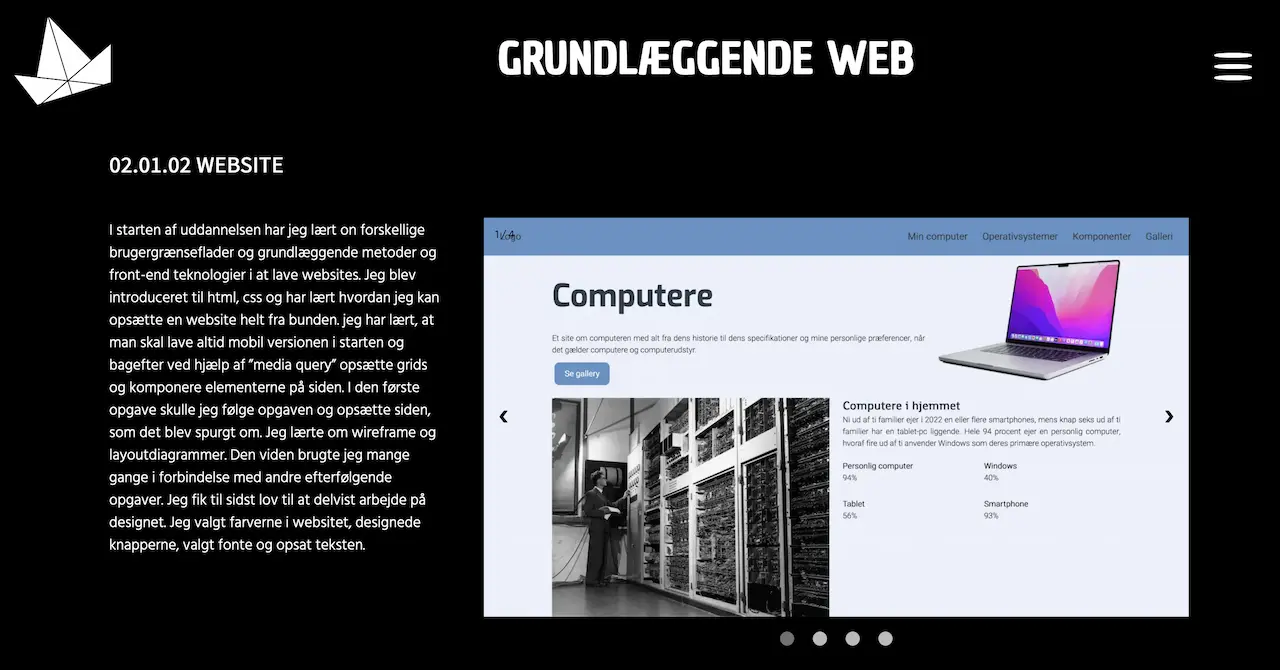 GRUNDLÆGGENDE WEB
02.01.02 WEBSITE
I starten af uddannelsen har jeg lært on forskellige
brugergrænseflader og grundlæggende metoder og
front-end teknologier i at lave websites. Jeg blev
introduceret til html, css og har lært hvordan jeg kan
opsætte en website helt fra bunden. jeg har lært, at
man skal lave altid mobil versionen i starten og
bagefter ved hjælp af ”media query” opsætte grids
og komponere elementerne på siden. I den første
opgave skulle jeg følge opgaven og opsætte siden,
som det blev spurgt om. Jeg lærte om wireframe og
layoutdiagrammer. Den viden brugte jeg mange
gange i forbindelse med andre efterfølgende
opgaver. Jeg fik til sidst lov til at delvist arbejde på
designet. Jeg valgt farverne i websitet, designede
knapperne, valgt fonte og opsat teksten.
1 / 4
Logo
Min computer Operativsystemer Komponenter Galleri
Computere
Et site om computeren med alt fra dens historie til dens specifikationer og mine personlige præferencer, når
det gælder computere og computerudstyr.
Se gallery
Computere i hjemmet
Ni ud af ti familier ejer i 2022 en eller flere smartphones, mens knap seks ud af ti
familier har en tablet-pc liggende. Hele 94 procent ejer en personlig computer,
hvoraf fire ud af ti anvender Windows som deres primære operativsystem.
Personlig computer Windows
94% 40%
Tablet Smartphone
56% 93%